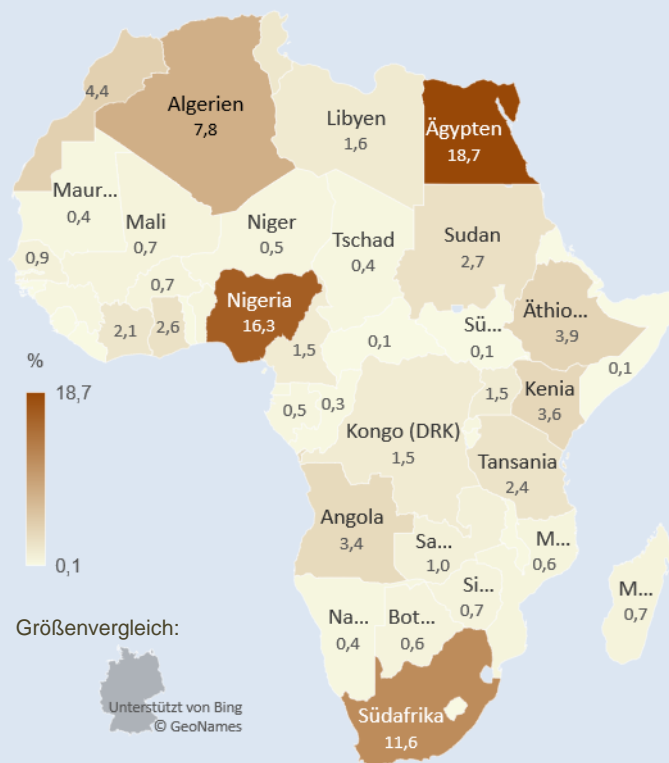 4,4
Algerien
7,8
Libyen
1,6
Ägypten
18,7
Maur...
0,4
Mali
0,7
Niger
0,5
Tschad
0,4
Sudan
2,7
0,9
0,7
Nigeria
16,3
2,1
2,6
1,5
0,1
Sü...
0,1
Äthio...
3,9
0,1
%
18,7
0,1
0,5
0,3
Kongo (DRK)
1,5
1,5
Kenia
3,6
Tansania
2,4
Angola
3,4
Sa...
1,0
M...
0,6
Si...
0,7
M...
0,7
Na...
0,4
Bot...
0,6
Größenvergleich:
Unterstützt von Bing
© GeoNames
Südafrika
11,6